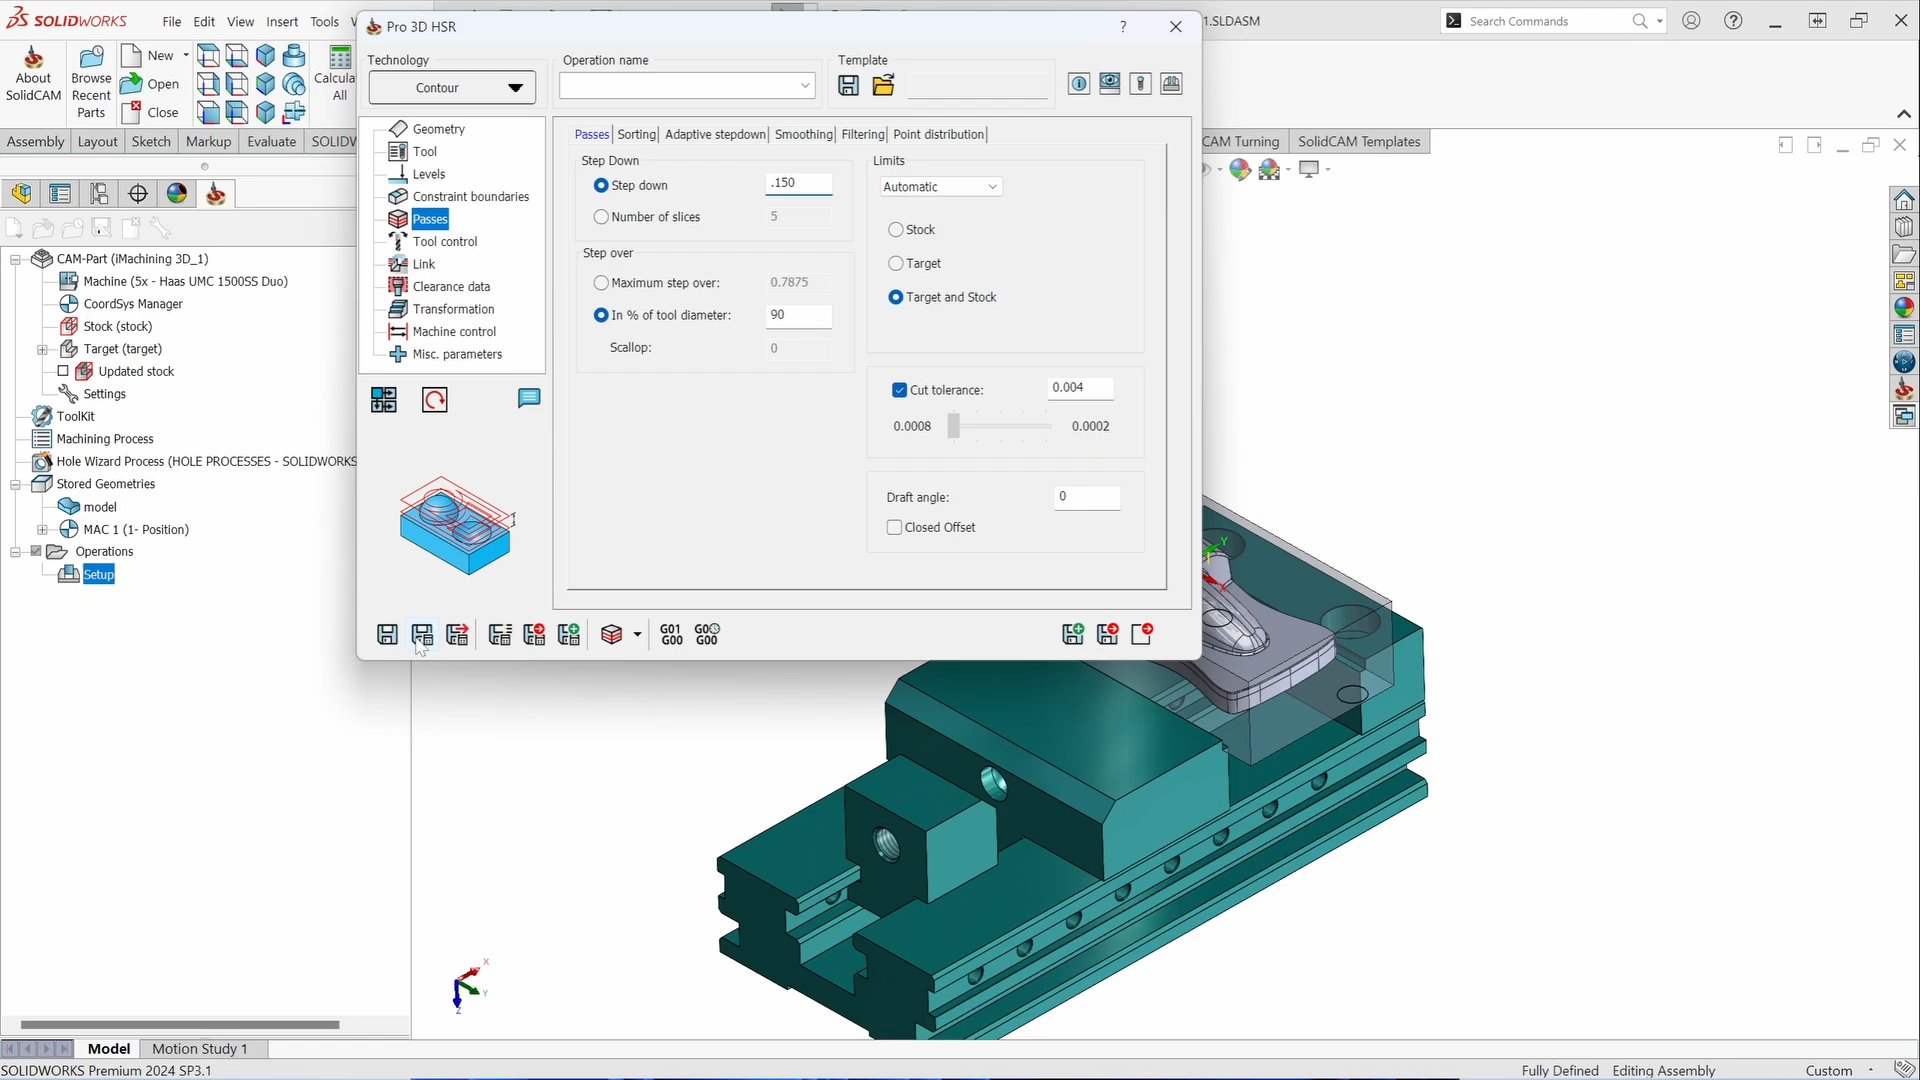 SOLIDWORKS
File
Edit
View
Insert
Tools
Pro 3D HSR
?
1.SLDASM
Search Commands
About
SolidCAM
Browse
Recent
Parts
New
Open
Close
Calcula
All
Technology
Contour
Operation name
Template
Assembly
Layout
Sketch
Markup
Evaluate
SOLIDW
CAM Turning
SolidCAM Templates
Geometry
Tool
Levels
Constraint boundaries
Passes
Tool control
Link
Clearance data
Transformation
Machine control
Misc. parameters
Passes
Sorting
Adaptive stepdown
Smoothing
Filtering
Point distribution
Step Down
Step down
.150
Number of slices
5
Step over
Maximum step over:
0.7875
In % of tool diameter:
90
Scallop:
0
Limits
Automatic
Stock
Target
Target and Stock
Cut tolerance:
0.004
0.0008
0.0002
Draft angle:
0
Closed Offset
G01
G00
G00
CAM-Part (iMachining 3D_1)
Machine (5x - Haas UMC 1500SS Duo)
CoordSys Manager
Stock (stock)
Target (target)
Updated stock
Settings
ToolKit
Machining Process
Hole Wizard Process (HOLE PROCESSES - SOLIDWORKS
Stored Geometries
model
MAC 1 (1- Position)
Operations
Setup
Y
X
X
Y
Z
Model
Motion Study 1
SOLIDWORKS Premium 2024 SP3.1
Fully Defined
Editing Assembly
Custom